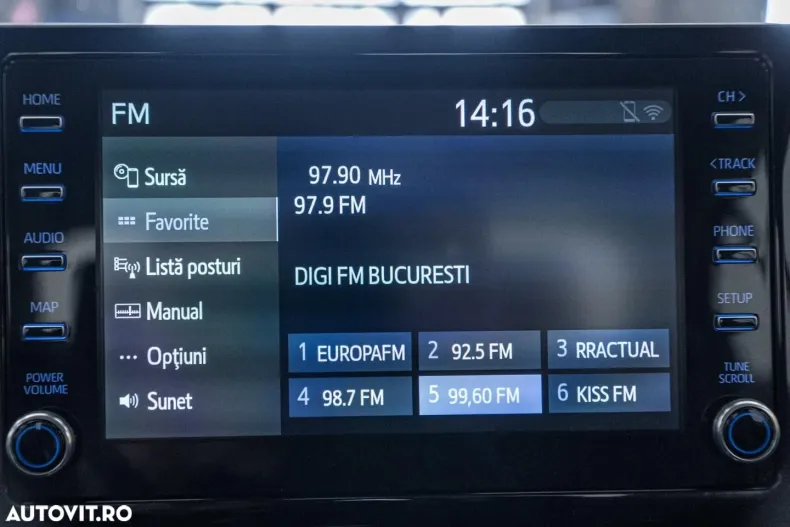 HOME
MENU
AUDIO
MAP
POWER
VOLUME
FM
14:16
Sursă
Favorite
Listă posturi
Manual
Opţiuni
Sunet
97.90 MHz
97.9 FM
DIGI FM BUCURESTI
1 EUROPAFM
2 92.5 FM
3 RRACTUAL
4 98.7 FM
5 99,60 FM
6 KISS FM
CH >
< TRACK
PHONE
SETUP
TUNE
SCROLL
AUTOVIT.RO